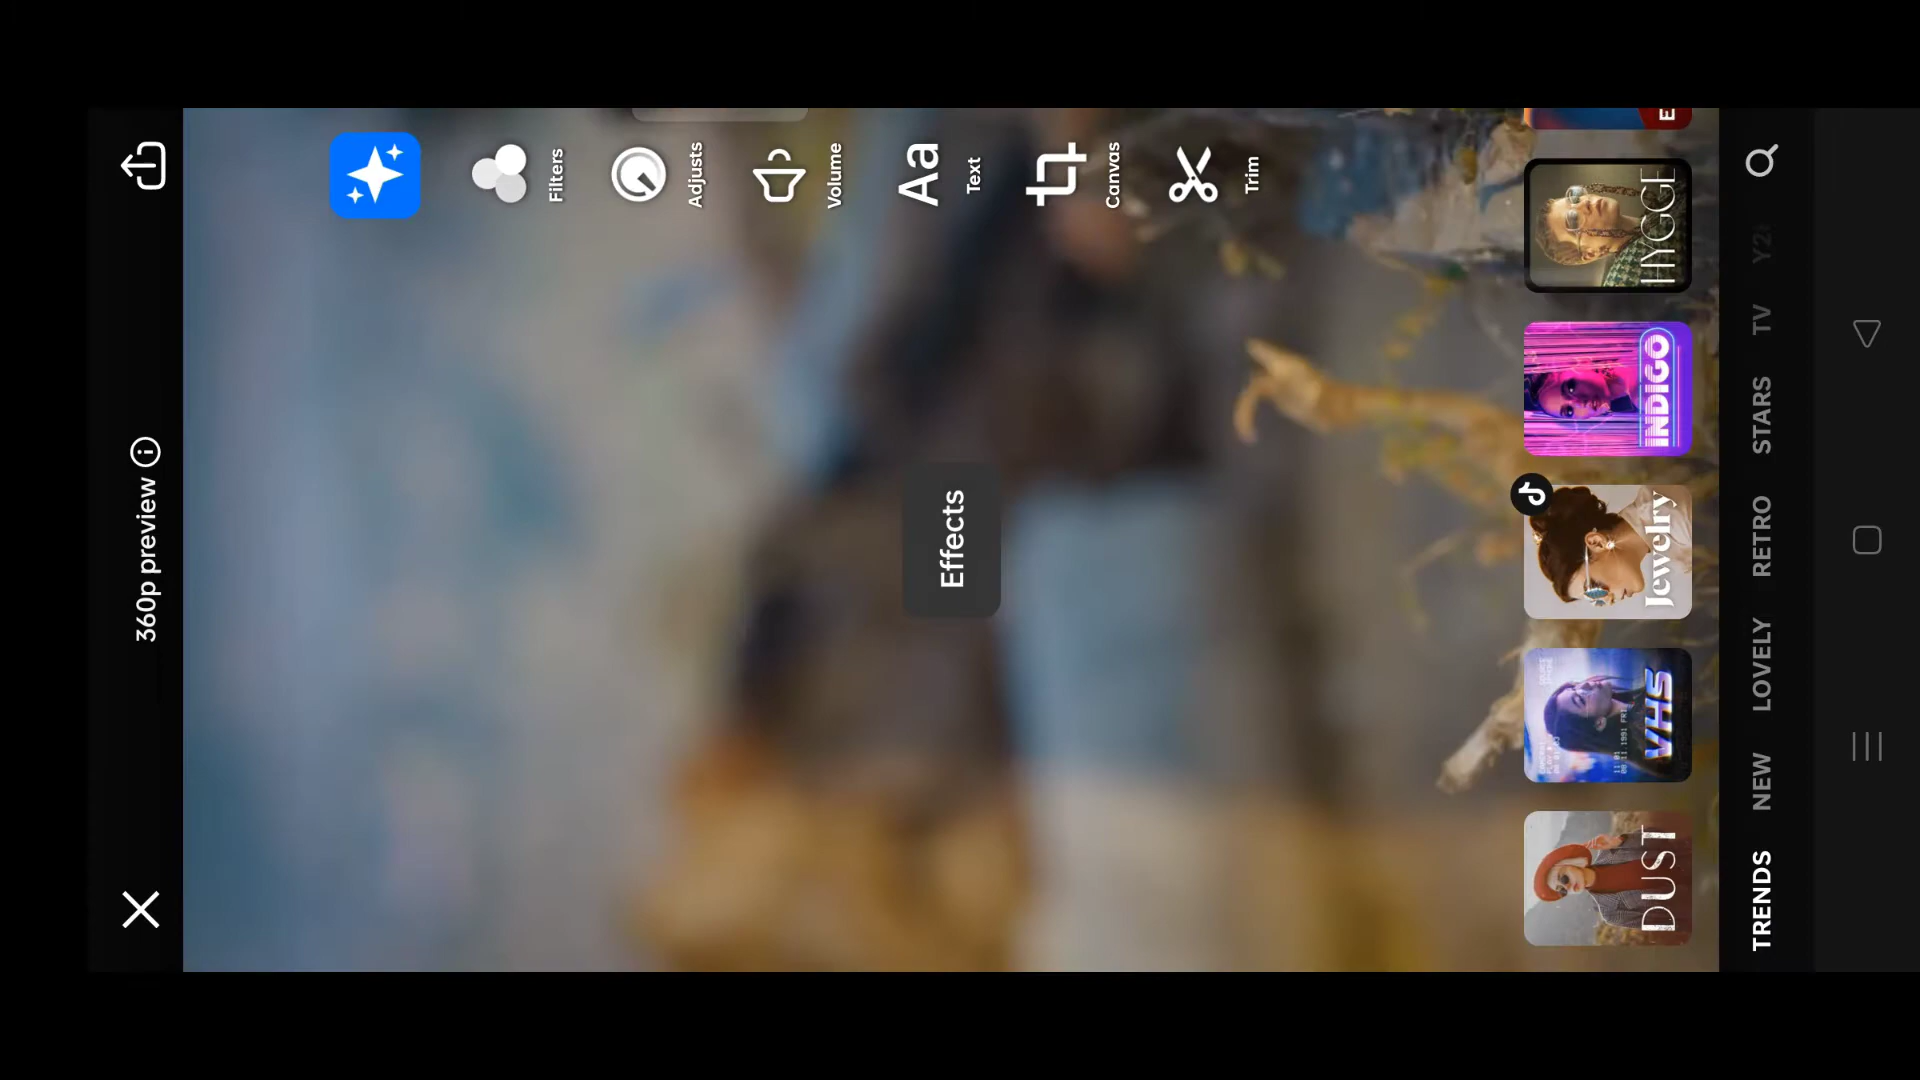 360p preview
Filters
Adjusts
Volume
Aa
Text
Canvas
Trim
Effects
DUST
VHS
Jewelry
INDIGO
HYGGE
E
TRENDS NEW LOVELY RETRO STARS TV